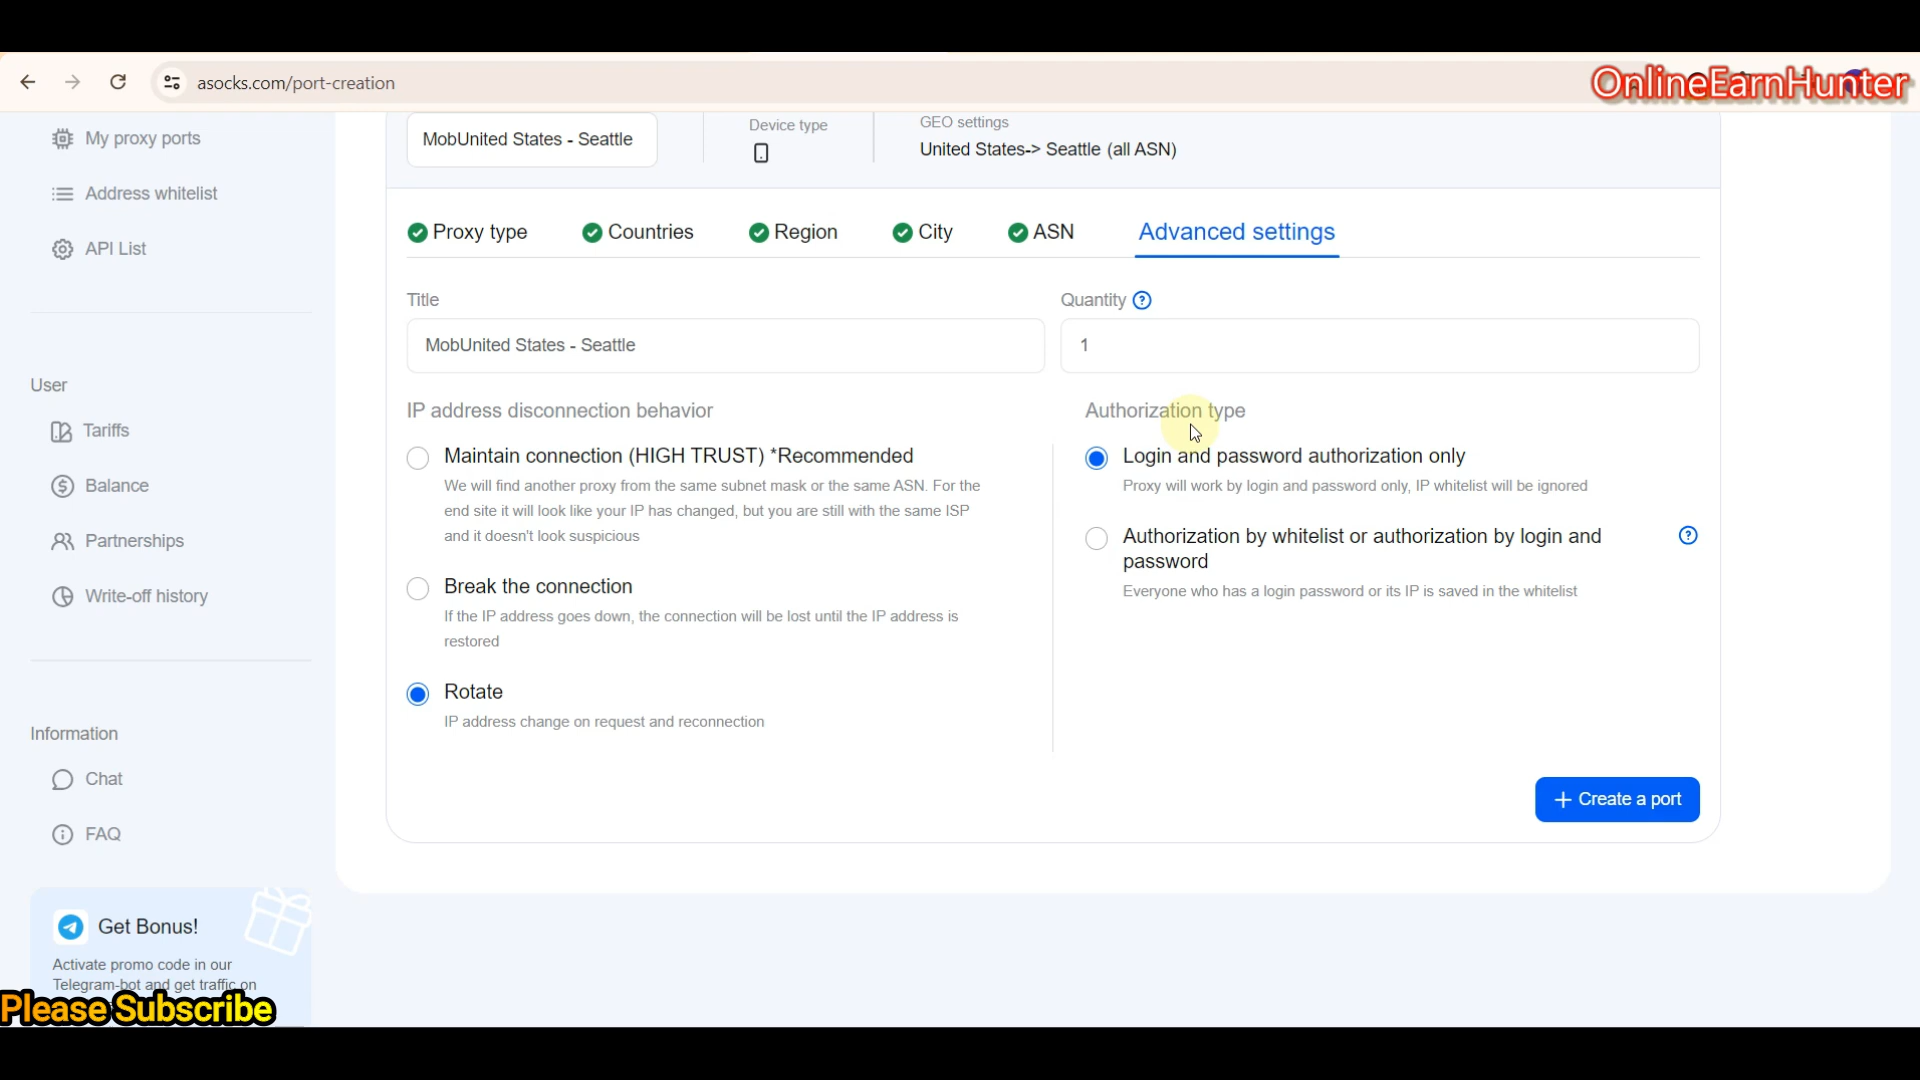 asocks.com/port-creation
OnlineEarnHunter
My proxy ports
Address whitelist
API List
User
Tariffs
Balance
Partnerships
Write-off history
Information
Chat
FAQ
Get Bonus!
Activate promo code in our
Telegram-bot and get traffic on
Please Subscribe
MobUnited States - Seattle
Device type
GEO settings
United States-> Seattle (all ASN)
Proxy type
Countries
Region
City
ASN
Advanced settings
Title
MobUnited States - Seattle
Quantity
1
IP address disconnection behavior
Maintain connection (HIGH TRUST) *Recommended
We will find another proxy from the same subnet mask or the same ASN. For the
end site it will look like your IP has changed, but you are still with the same ISP
and it doesn't look suspicious
Break the connection
If the IP address goes down, the connection will be lost until the IP address is
restored
Rotate
IP address change on request and reconnection
Authorization type
Login and password authorization only
Proxy will work by login and password only, IP whitelist will be ignored
Authorization by whitelist or authorization by login and
password
Everyone who has a login password or its IP is saved in the whitelist
+ Create a port